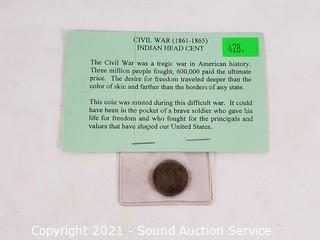 CIVIL WAR (1861-1865)
INDIAN HEAD CENT
428.
The Civil War was a tragic war in American history.
Three million people fought; 600,000 paid the ultimate
price. The desire for freedom traveled deeper than the
color of skin and farther than the borders of any state.
This coin was minted during this difficult war. It could
have been in the pocket of a brave soldier who gave his
life for freedom and who fought for the principals and
values that have shaped our United States.
Copyright 2021 - Sound Auction Service